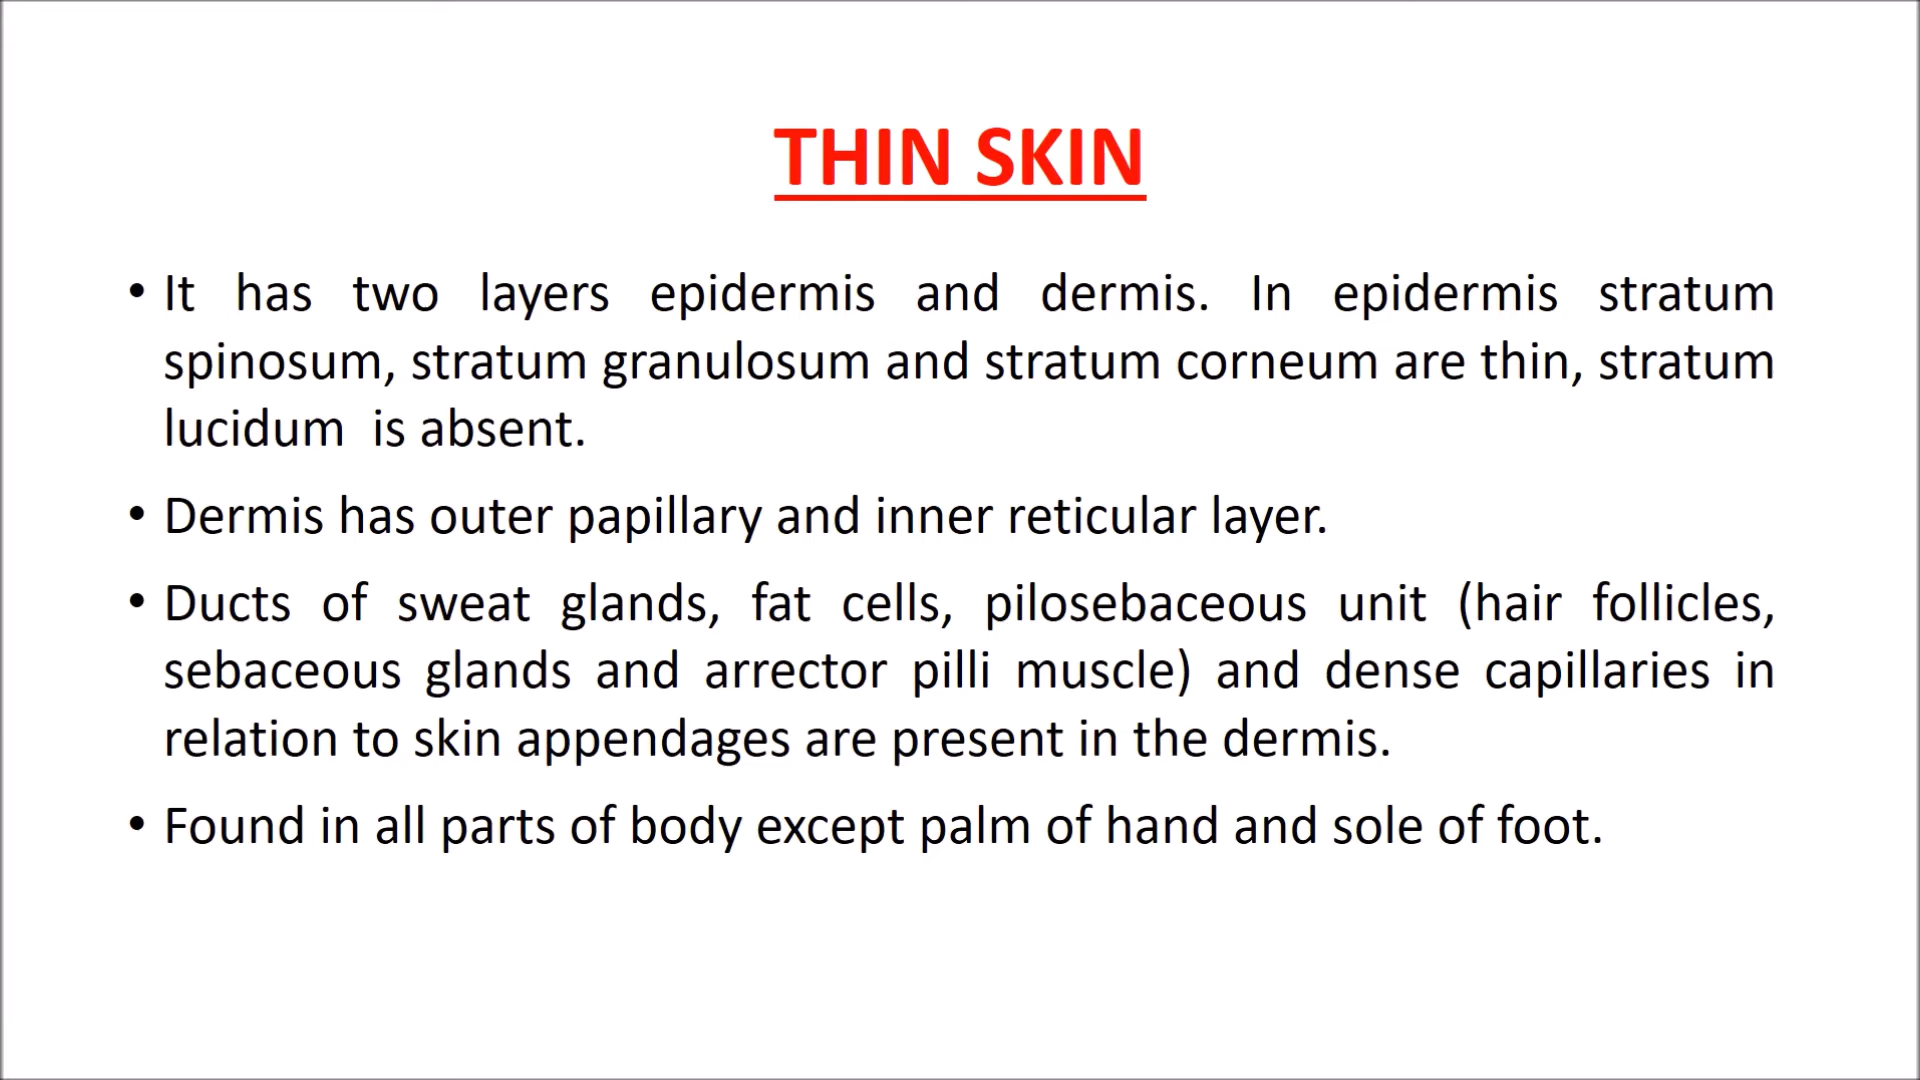 THIN SKIN
• It has two layers epidermis and dermis. In epidermis stratum
spinosum, stratum granulosum and stratum corneum are thin, stratum
lucidum  is absent.
• Dermis has outer papillary and inner reticular layer.
• Ducts of sweat glands, fat cells, pilosebaceous unit (hair follicles,
sebaceous glands and arrector pilli muscle) and dense capillaries in
relation to skin appendages are present in the dermis.
• Found in all parts of body except palm of hand and sole of foot.